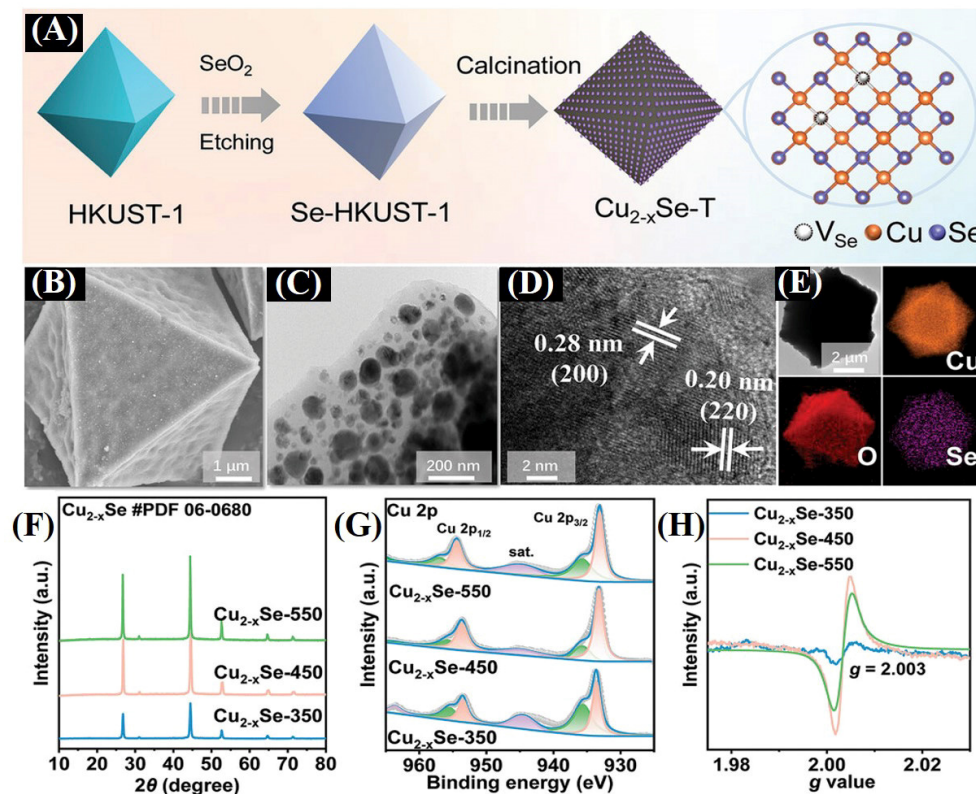 (A)
SeO₂
Etching
Calcination
HKUST-1
Se-HKUST-1
Cu₂₋ₓSe-T
V_Se Cu Se
(B)
1 μm
(C)
200 nm
(D)
0.28 nm
(200)
0.20 nm
(220)
2 nm
(E)
2 μm
Cu
O
Se
(F)
Cu₂₋ₓSe #PDF 06-0680
Cu₂₋ₓSe-550
Cu₂₋ₓSe-450
Cu₂₋ₓSe-350
Intensity (a.u.)
10 20 30 40 50 60 70 80
2θ (degree)
(G)
Cu 2p
Cu 2p₁/₂
Cu 2p₃/₂
sat.
Cu₂₋ₓSe-550
Cu₂₋ₓSe-450
Cu₂₋ₓSe-350
Intensity (a.u.)
960 950 940 930
Binding energy (eV)
(H)
Cu₂₋ₓSe-350
Cu₂₋ₓSe-450
Cu₂₋ₓSe-550
g = 2.003
Intensity (a.u.)
1.98 2.00 2.02
g value